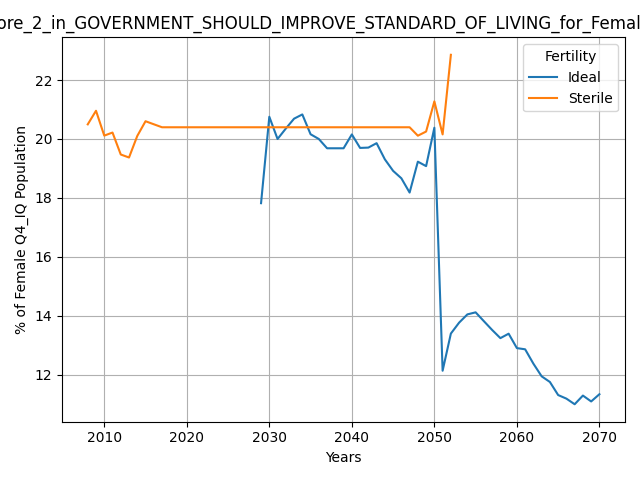 ore_2_in_GOVERNMENT_SHOULD_IMPROVE_STANDARD_OF_LIVING_for_Femal
Fertility
Ideal
Sterile
22
20
18
16
14
12
% of Female Q4_IQ Population
2010 2020 2030 2040 2050 2060 2070
Years